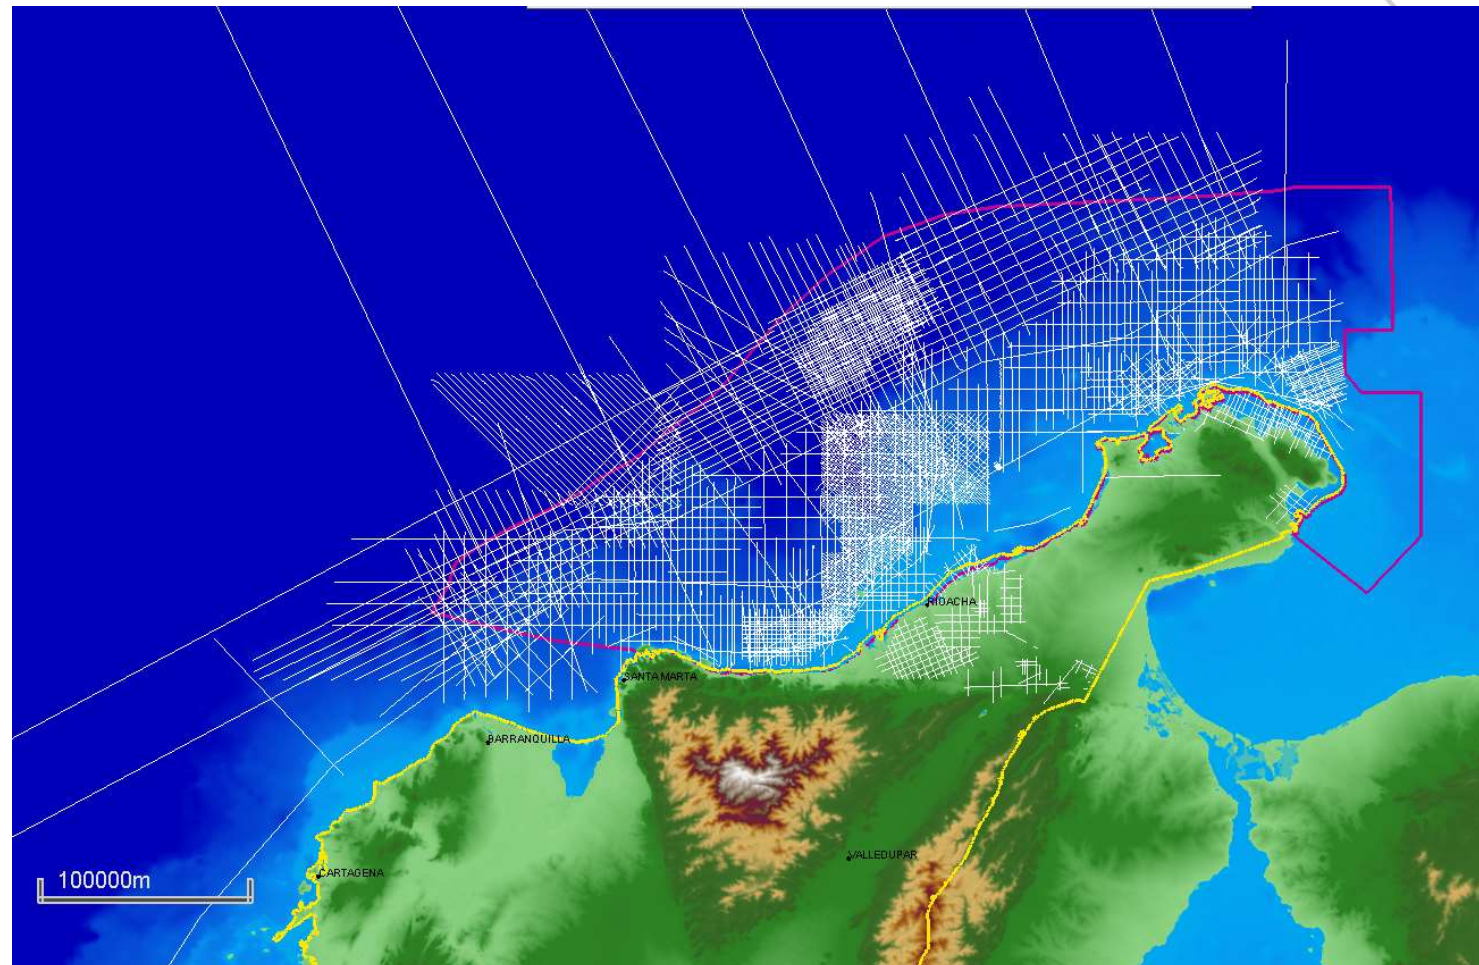 RIOACHA
SANTA MARTA
BARRANQUILLA
VALLEDUPAR
CARTAGENA
100000m